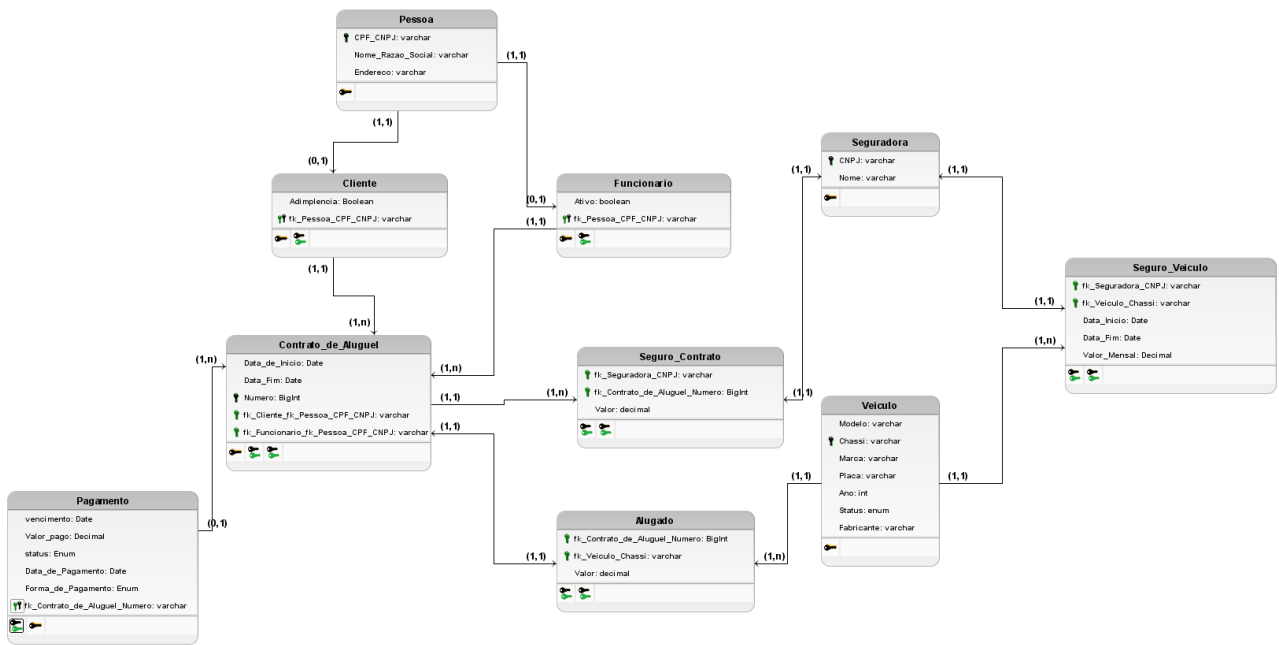 Pessoa
CPF_CNPJ: varchar
Nome_Razao_Social: varchar
Endereco: varchar
(1,1)
(1,1)
(0,1)
Cliente
Adimplencia: Boolean
fk_Pessoa_CPF_CNPJ: varchar
(1,1)
(1,n)
Funcionario
Ativo: boolean
fk_Pessoa_CPF_CNPJ: varchar
(0,1)
(1,1)
(1,n)
Seguradora
CNPJ: varchar
Nome: varchar
(1,1)
(1,1)
Seguro_Veiculo
fk_Seguradora_CNPJ: varchar
fk_Veiculo_Chassi: varchar
Data_Inicio: Date
Data_Fim: Date
Valor_Mensal: Decimal
(1,1)
(1,n)
Contrato_de_Aluguel
Data_de_Inicio: Date
Data_Fim: Date
Numero: BigInt
fk_Cliente_fk_Pessoa_CPF_CNPJ: varchar
fk_Funcionario_fk_Pessoa_CPF_CNPJ: varchar
(1,n)
(1,1)
(1,1)
Seguro_Contrato
fk_Seguradora_CNPJ: varchar
fk_Contrato_de_Aluguel_Numero: BigInt
Valor: decimal
(1,n)
(1,1)
Veiculo
Modelo: varchar
Chassi: varchar
Marca: varchar
Placa: varchar
Ano: int
Status: enum
Fabricante: varchar
(1,1)
(1,1)
Pagamento
vencimento: Date
Valor_pago: Decimal
status: Enum
Data_de_Pagamento: Date
Forma_de_Pagamento: Enum
fk_Contrato_de_Aluguel_Numero: varchar
(0,1)
Alugado
fk_Contrato_de_Aluguel_Numero: BigInt
fk_Veiculo_Chassi: varchar
Valor: decimal
(1,1)
(1,n)